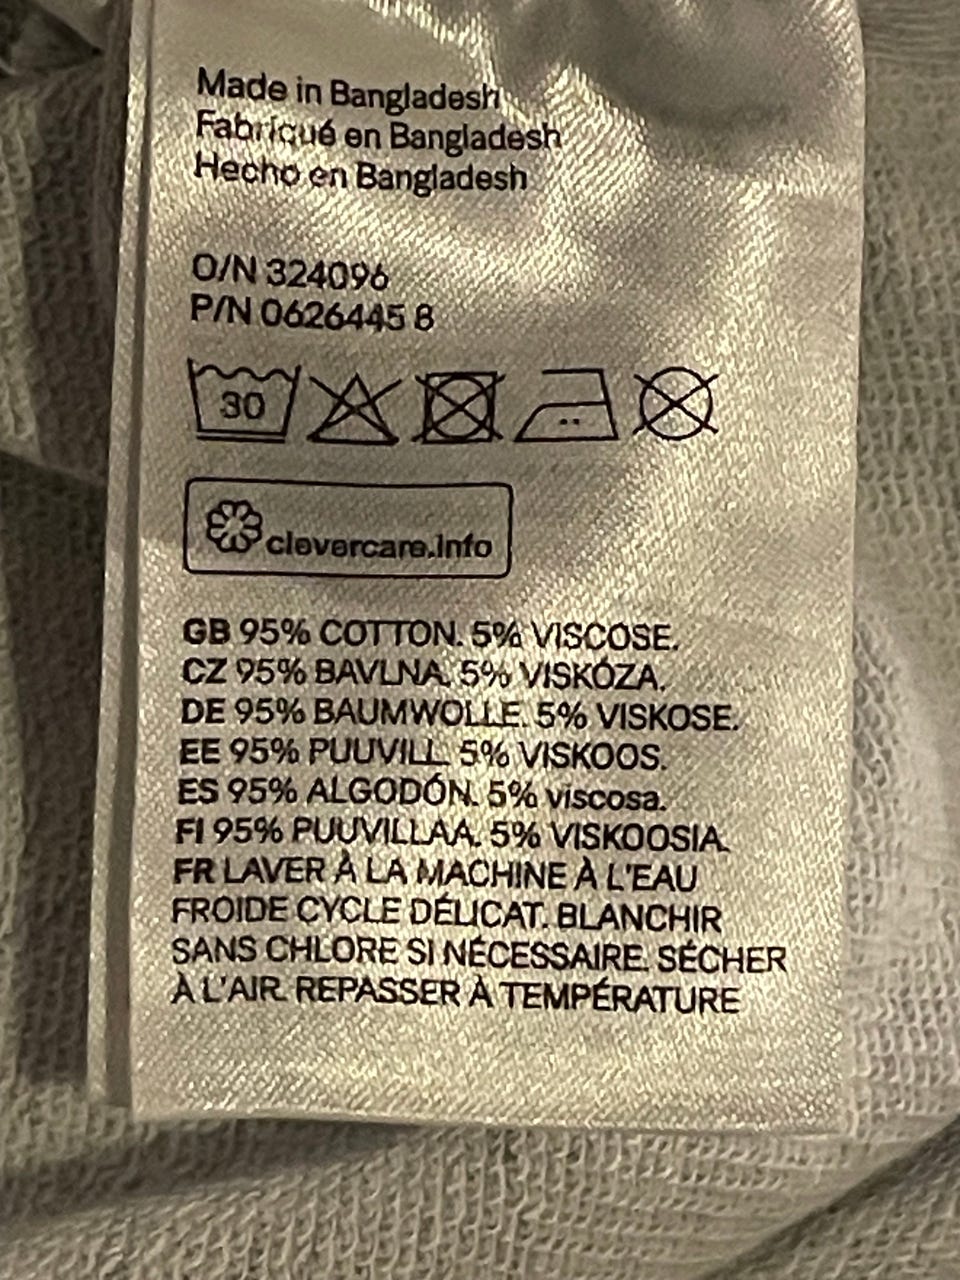 Made in Bangladesh
Fabriqué en Bangladesh
Hecho en Bangladesh
O/N 324096
P/N 0626445 8
30
clevercare.info
GB 95% COTTON. 5% VISCOSE.
CZ 95% BAVLNA. 5% VISKÓZA.
DE 95% BAUMWOLLE. 5% VISKOSE.
EE 95% PUUVILL. 5% VISKOOS.
ES 95% ALGODÓN. 5% viscosa.
FI 95% PUUVILLAA. 5% VISKOOSIA.
FR LAVER À LA MACHINE À L'EAU
FROIDE CYCLE DÉLICAT. BLANCHIR
SANS CHLORE SI NÉCESSAIRE. SÉCHER
À L'AIR. REPASSER À TEMPÉRATURE